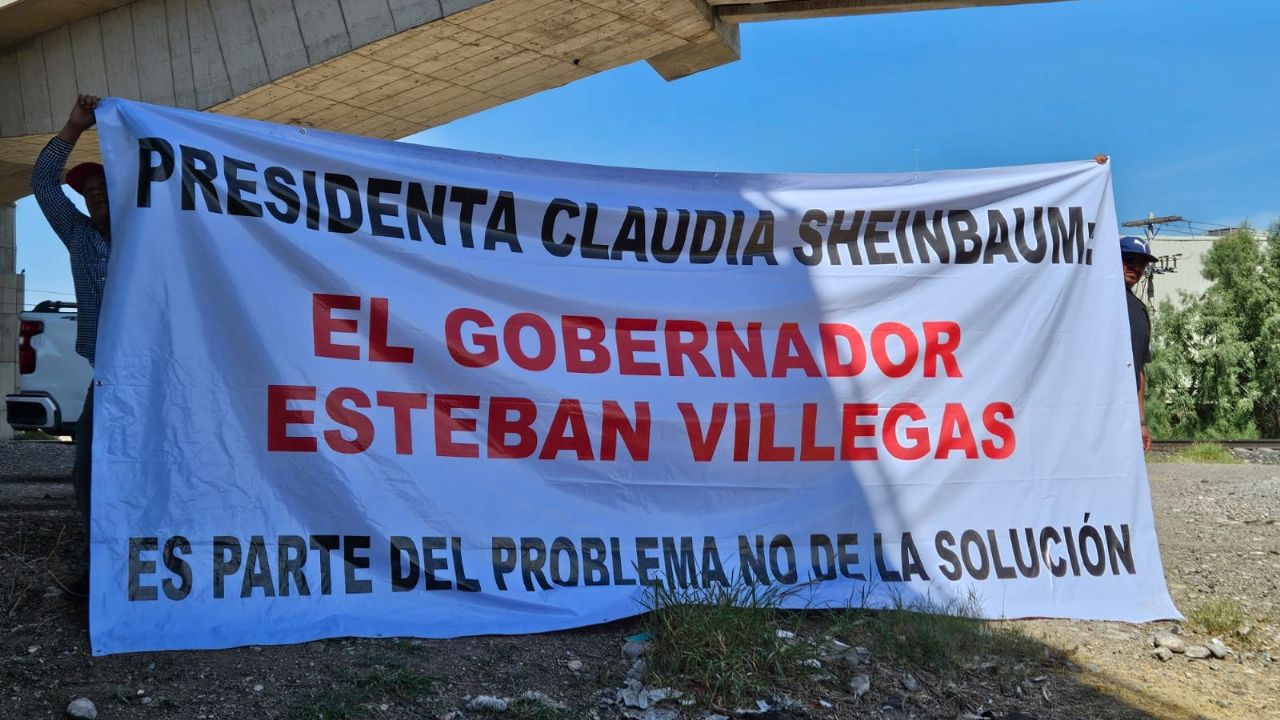 PRESIDENTA CLAUDIA SHEINBAUM:
EL GOBERNADOR
ESTEBAN VILLEGAS
ES PARTE DEL PROBLEMA NO DE LA SOLUCIÓN